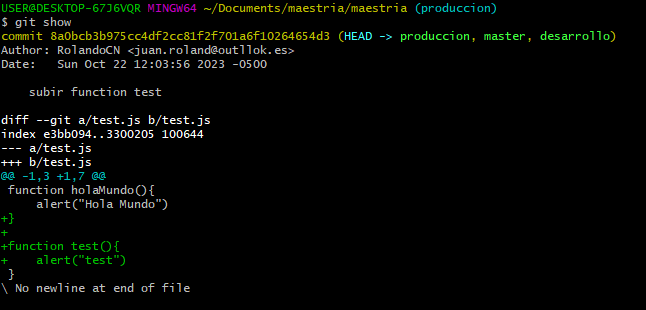 USER@DESKTOP-67J6VQR MINGW64 ~/Documents/maestria/maestria (produccion)
$ git show
commit 8a0bcb3b975cc4df2cc81f2f701a6f10264654d3 (HEAD -> produccion, master, desarrollo)
Author: RolandoCN <juan.roland@outllok.es>
Date:   Sun Oct 22 12:03:56 2023 -0500

    subir function test

diff --git a/test.js b/test.js
index e3bb094..3300205 100644
--- a/test.js
+++ b/test.js
@@ -1,3 +1,7 @@
 function holaMundo(){
     alert("Hola Mundo")
+}
+
+function test(){
+    alert("test")
 }
\ No newline at end of file